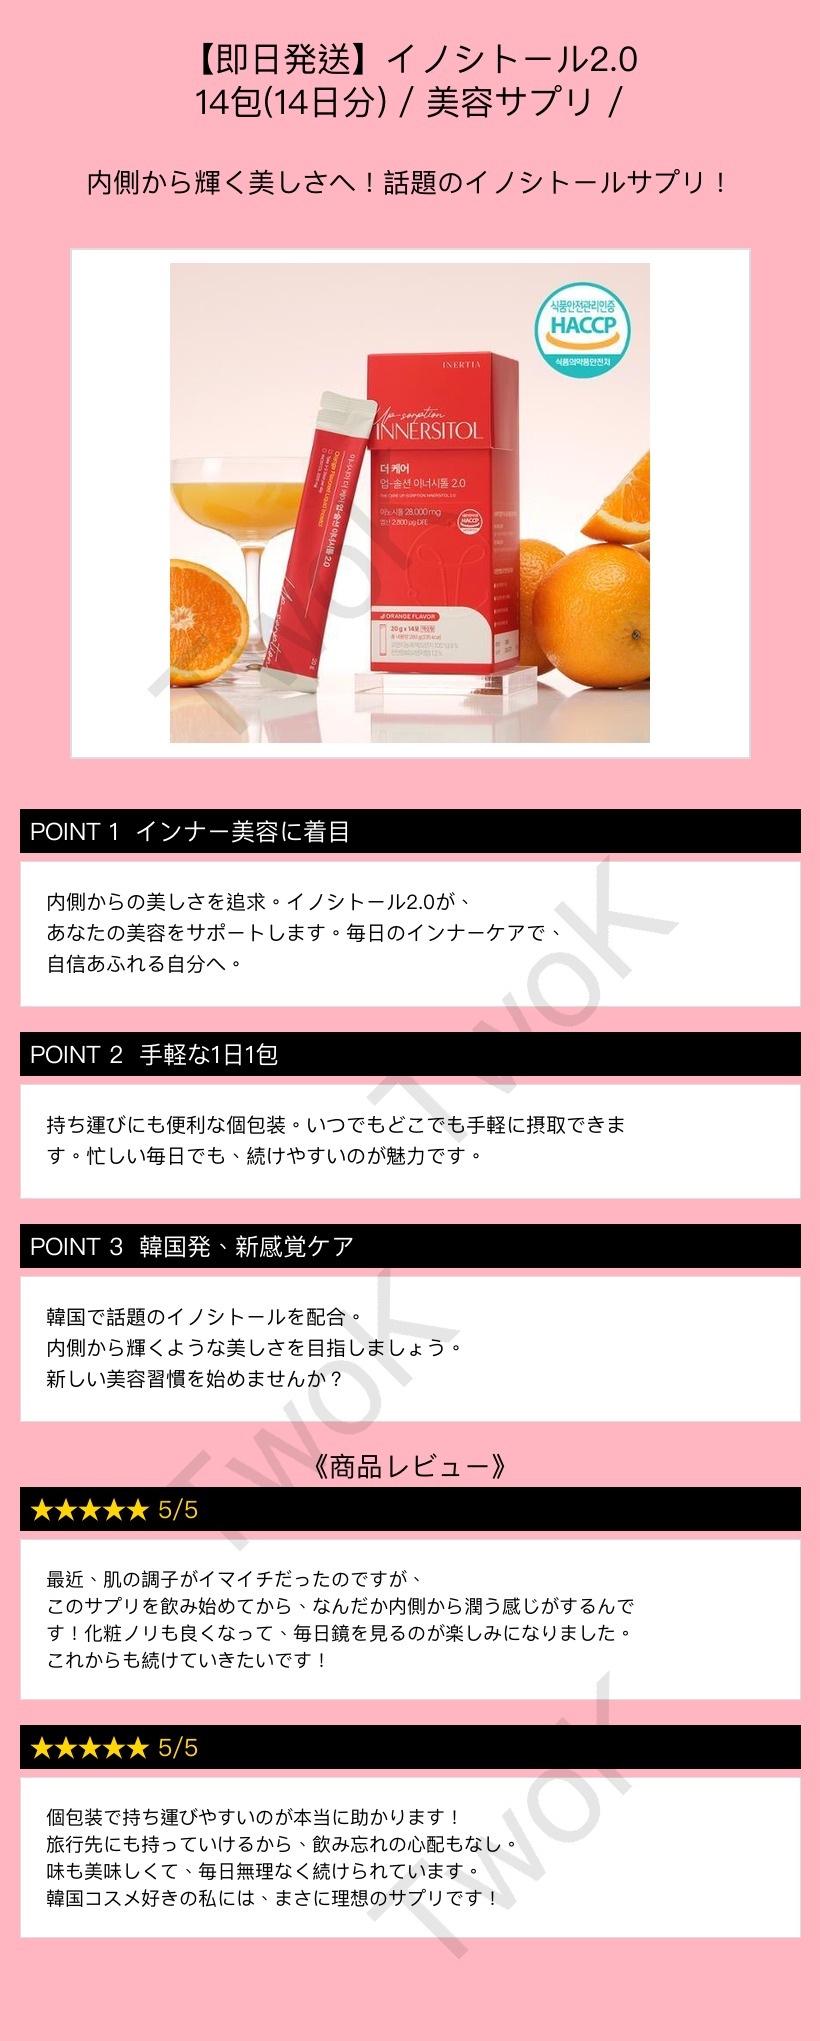 【即日発送】イノシトール2.0
14包(14日分) / 美容サプリ /
内側から輝く美しさへ！話題のイノシトールサプリ！
식품안전관리인증
HACCP
식품의약품안전처
INERTIA
Up-sorption
INNERSITOL
더 케어
업-솔션 이너시톨 2.0
THE CARE UP-SORPTION INNERSITOL 2.0
이노시톨 28,000 mg
엽산 2,800 μg DFE
HACCP
ORANGE FLAVOR
20 g x 14포
Up-sorption
20 g
TwoK
POINT 1 インナー美容に着目
内側からの美しさを追求。イノシトール2.0が、
あなたの美容をサポートします。毎日のインナーケアで、
自信あふれる自分へ。
TwoK
POINT 2 手軽な1日1包
持ち運びにも便利な個包装。いつでもどこでも手軽に摂取できま
す。忙しい毎日でも、続けやすいのが魅力です。
POINT 3 韓国発、新感覚ケア
韓国で話題のイノシトールを配合。
内側から輝くような美しさを目指しましょう。
新しい美容習慣を始めませんか？
TwoK
《商品レビュー》
★★★★★ 5/5
最近、肌の調子がイマイチだったのですが、
このサプリを飲み始めてから、なんだか内側から潤う感じがするんで
す！化粧ノリも良くなって、毎日鏡を見るのが楽しみになりました。
これからも続けていきたいです！
★★★★★ 5/5
個包装で持ち運びやすいのが本当に助かります！
旅行先にも持っていけるから、飲み忘れの心配もなし。
味も美味しくて、毎日無理なく続けられています。
韓国コスメ好きの私には、まさに理想のサプリです！
TwoK